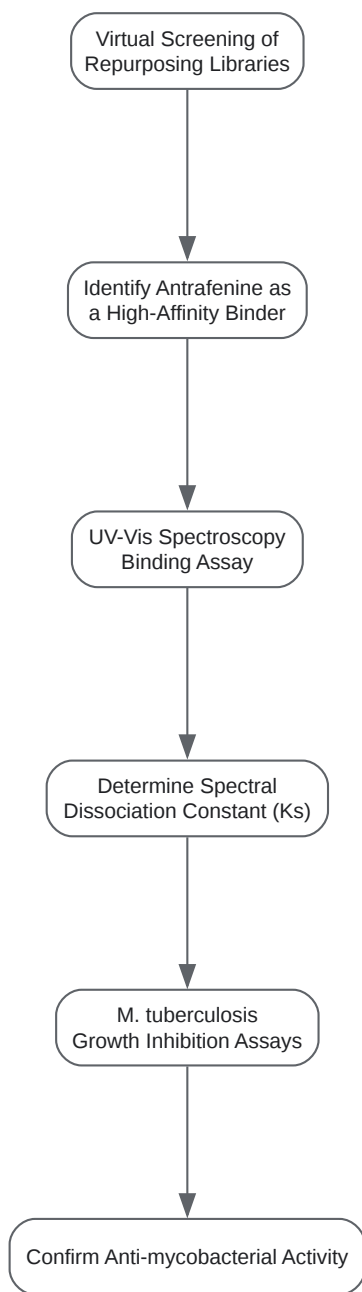 Virtual Screening of
Repurposing Libraries
Identify Antrafenine as
a High-Affinity Binder
UV-Vis Spectroscopy
Binding Assay
Determine Spectral
Dissociation Constant (Ks)
M. tuberculosis
Growth Inhibition Assays
Confirm Anti-mycobacterial Activity